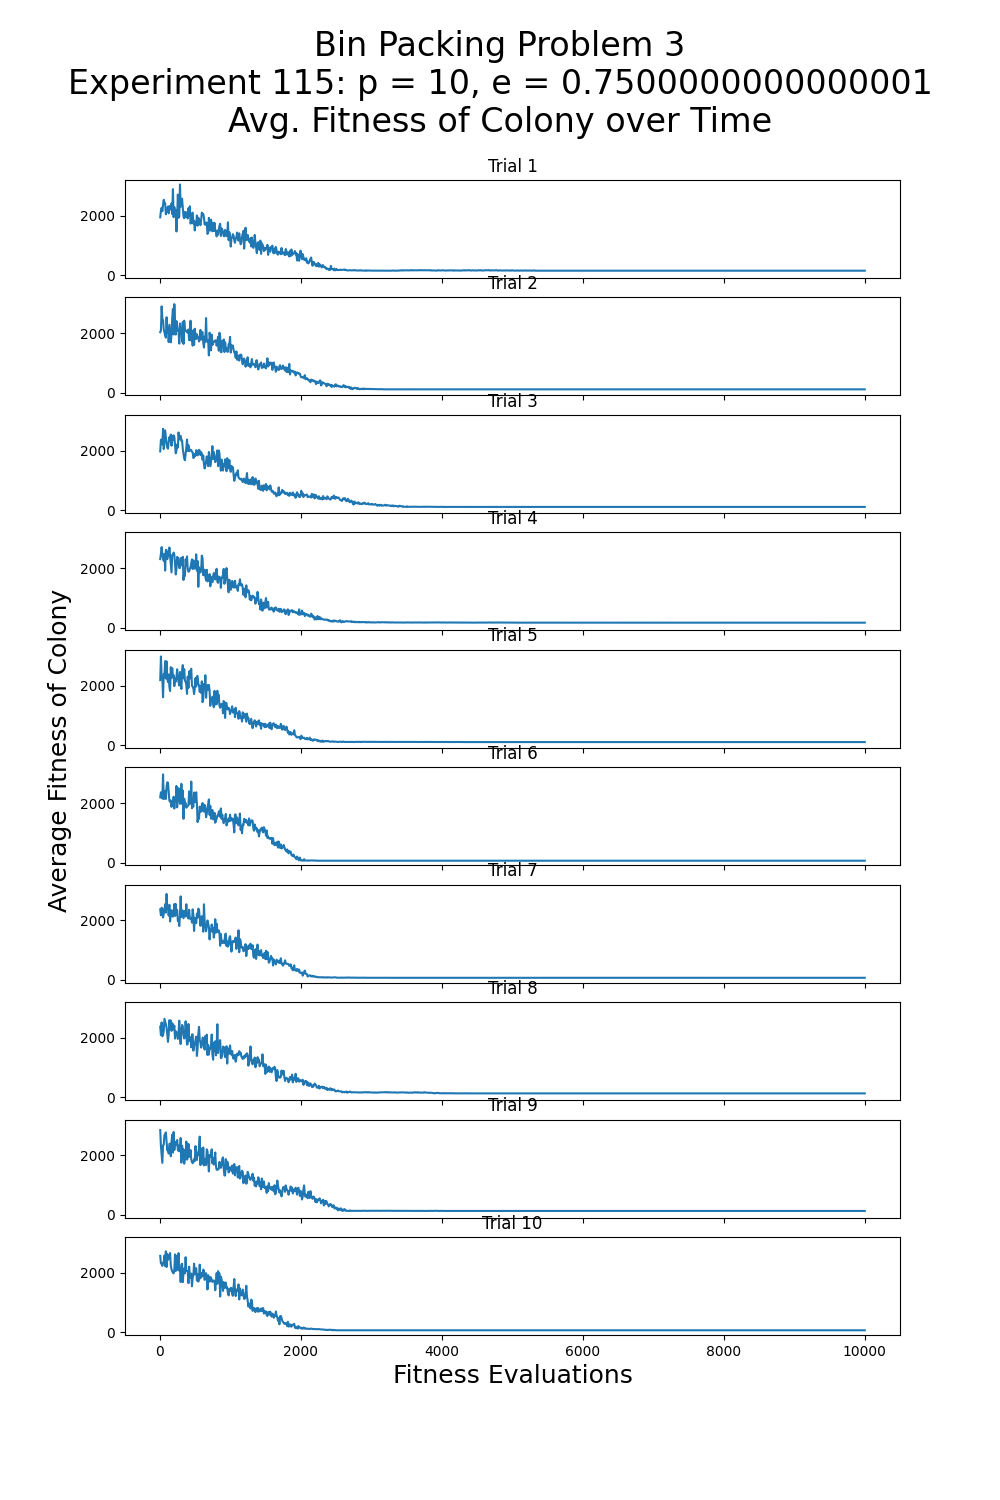 Bin Packing Problem 3
Experiment 115: p = 10, e = 0.7500000000000001
Avg. Fitness of Colony over Time
Trial 1
2000
0
Trial 2
2000
0
Trial 3
2000
0
Trial 4
2000
0
Trial 5
2000
0
Trial 6
2000
0
Trial 7
2000
0
Trial 8
2000
0
Trial 9
2000
0
Trial 10
2000
0
0 2000 4000 6000 8000 10000
Fitness Evaluations
Average Fitness of Colony